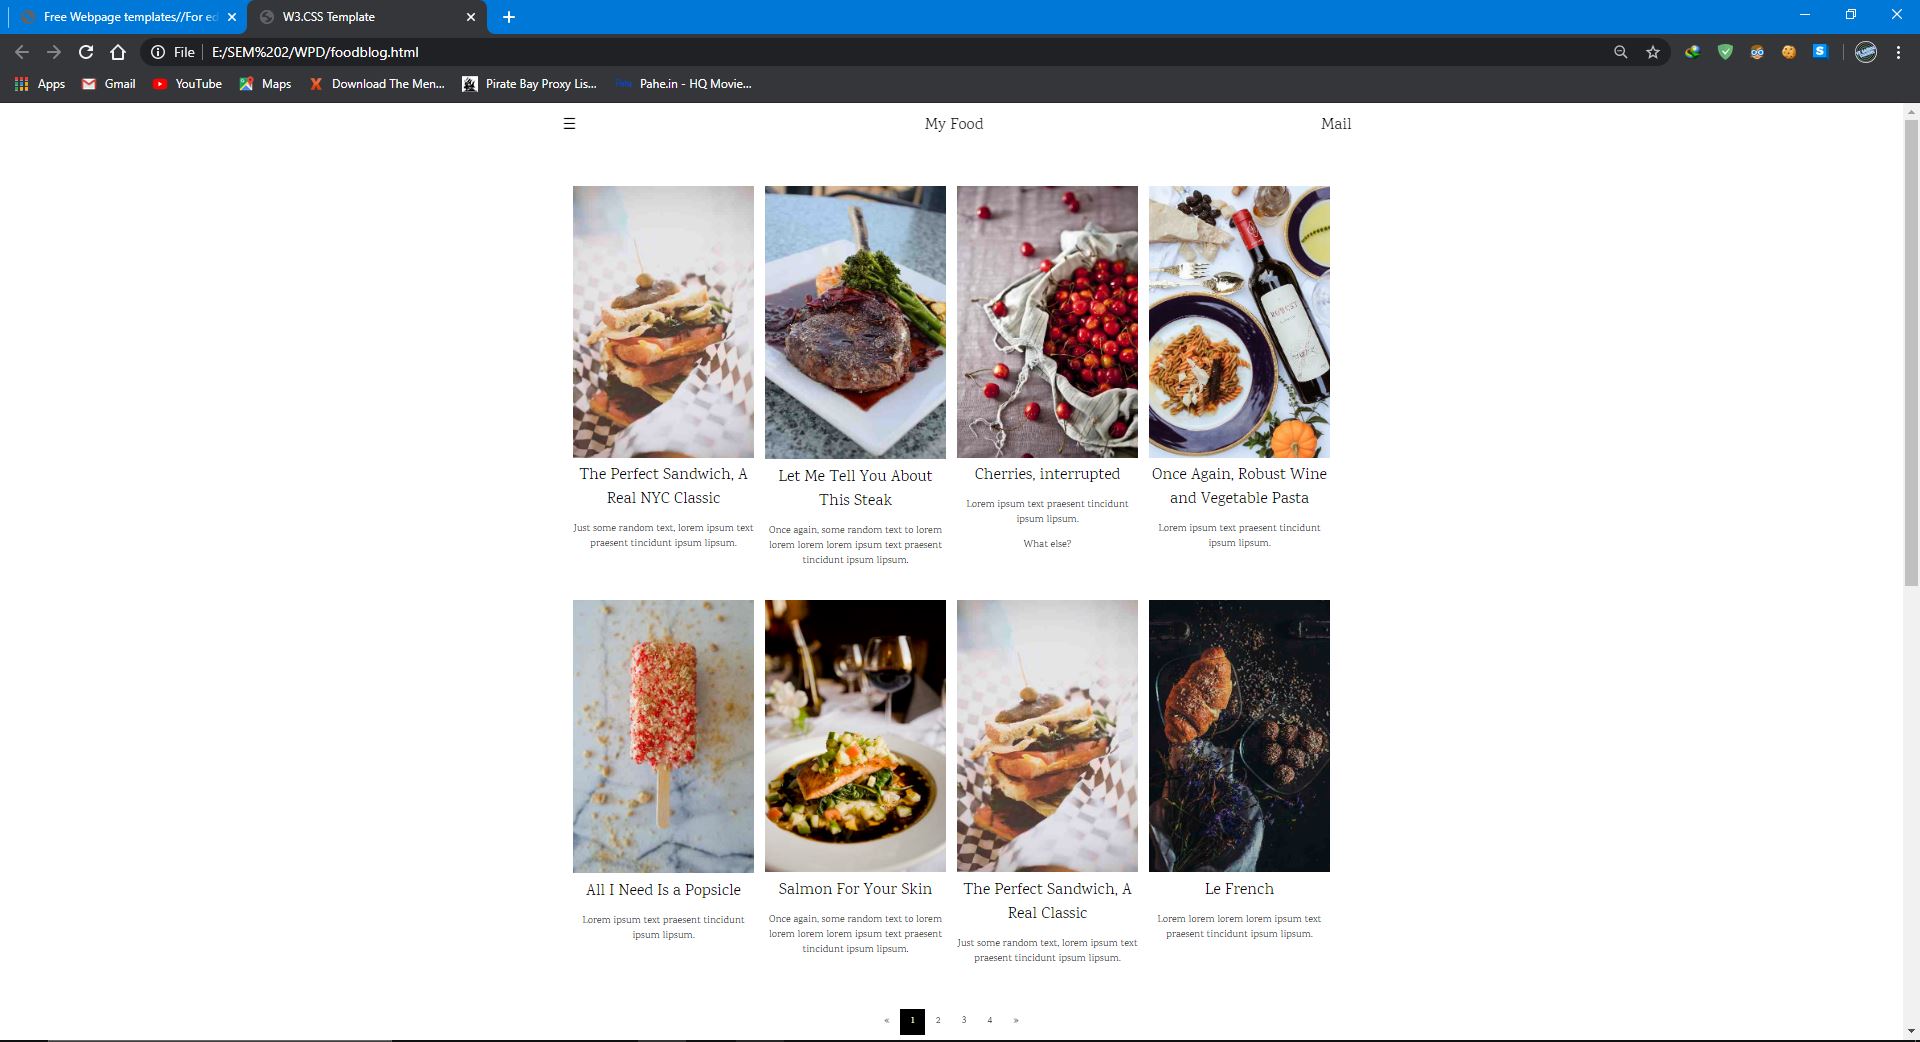 Free Webpage templates//For ed
W3.CSS Template
File E:/SEM%202/WPD/foodblog.html
Apps Gmail YouTube Maps Download The Men... Pirate Bay Proxy Lis... Pahe.in - HQ Movie...
☰ My Food Mail
The Perfect Sandwich, A
Real NYC Classic
Just some random text, lorem ipsum text
praesent tincidunt ipsum lipsum.
Let Me Tell You About
This Steak
Once again, some random text to lorem
lorem lorem lorem ipsum text praesent
tincidunt ipsum lipsum.
Cherries, interrupted
Lorem ipsum text praesent tincidunt
ipsum lipsum.
What else?
Once Again, Robust Wine
and Vegetable Pasta
Lorem ipsum text praesent tincidunt
ipsum lipsum.
All I Need Is a Popsicle
Lorem ipsum text praesent tincidunt
ipsum lipsum.
Salmon For Your Skin
Once again, some random text to lorem
lorem lorem lorem ipsum text praesent
tincidunt ipsum lipsum.
The Perfect Sandwich, A
Real Classic
Just some random text, lorem ipsum text
praesent tincidunt ipsum lipsum.
Le French
Lorem lorem lorem lorem ipsum text
praesent tincidunt ipsum lipsum.
« 1 2 3 4 »